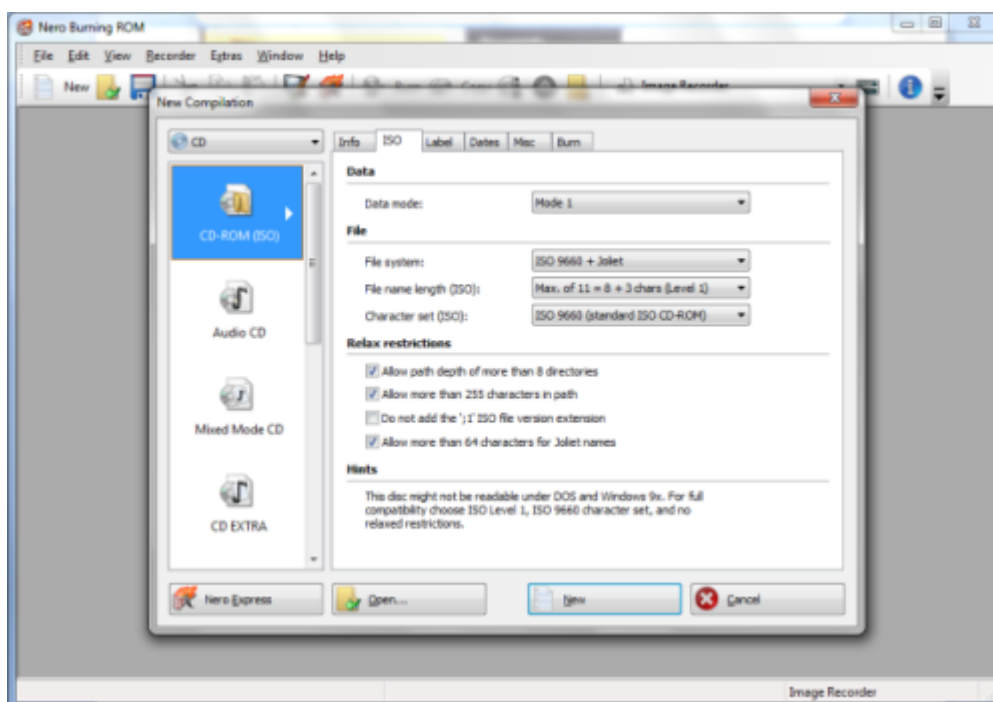 Nero Burning ROM
File Edit View Recorder Extras Window Help
New Burn Copy Image Recorder
New Compilation
CD
Info ISO Label Dates Misc Burn
CD-ROM (ISO)
Audio CD
Mixed Mode CD
CD EXTRA
Data
Data mode: Mode 1
File
File system: ISO 9660 + Joliet
File name length (ISO): Max. of 11 = 8 + 3 chars (Level 1)
Character set (ISO): ISO 9660 (standard ISO CD-ROM)
Relax restrictions
Allow path depth of more than 8 directories
Allow more than 255 characters in path
Do not add the ';1' ISO file version extension
Allow more than 64 characters for Joliet names
Hints
This disc might not be readable under DOS and Windows 9x. For full
compatibility choose ISO Level 1, ISO 9660 character set, and no
relaxed restrictions.
Nero Express Open... New Cancel
Image Recorder